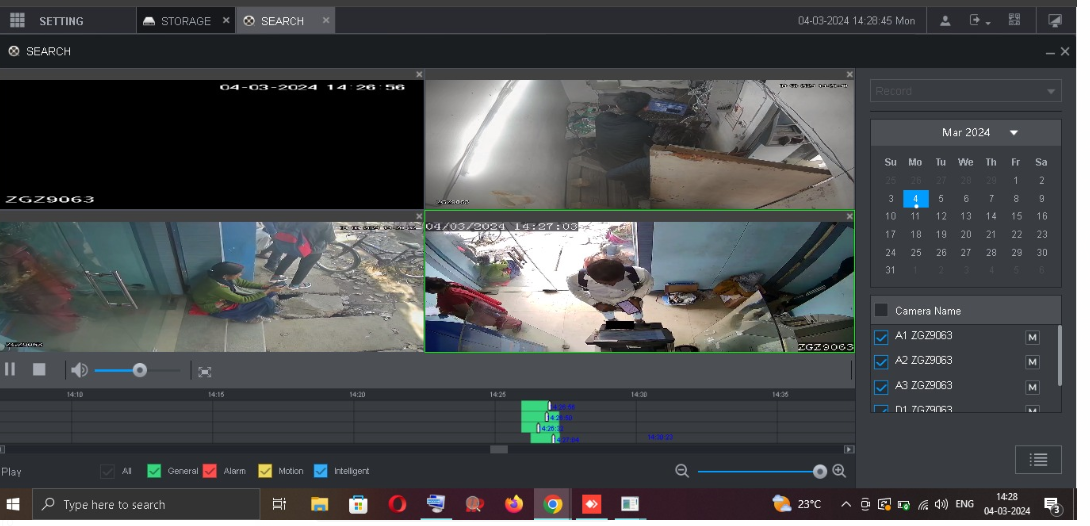 SETTING
STORAGE
SEARCH
04-03-2024 14:28:45 Mon
SEARCH
04-03-2024 14:26:56
ZGZ9063
ZGZ9063
ZGZ9063
04/03/2024 14:27:03
ZGZ9063
Record
Mar 2024
Su Mo Tu We Th Fr Sa
25 26 27 28 29 1 2
3 4 5 6 7 8 9
10 11 12 13 14 15 16
17 18 19 20 21 22 23
24 25 26 27 28 29 30
31 1 2 3 4 5 6
Camera Name
A1 ZGZ9063 M
A2 ZGZ9063 M
A3 ZGZ9063 M
D1 ZGZ9063 M
14:10 14:15 14:20 14:25 14:30 14:35
Play
All
General
Alarm
Motion
Intelligent
Type here to search
23°C
ENG
14:28
04-03-2024
3